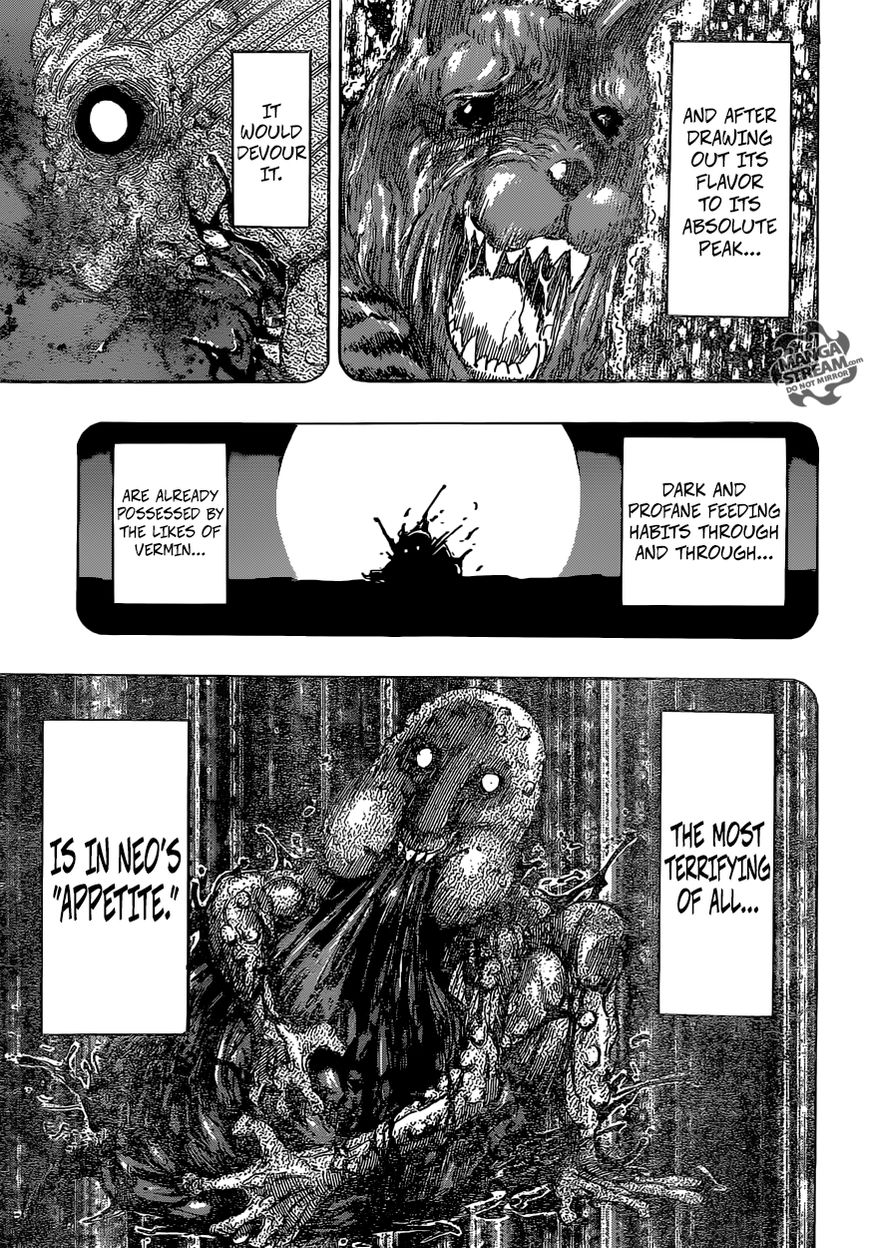 AND AFTER
DRAWING
OUT ITS
FLAVOR
TO ITS
ABSOLUTE
PEAK...
IT
WOULD
DEVOUR
IT.
MANGA
STREAM.com
DO NOT MIRROR
DARK AND
PROFANE FEEDING
HABITS THROUGH
AND THROUGH...
ARE ALREADY
POSSESSED BY
THE LIKES OF
VERMIN...
THE MOST
TERRIFYING
OF ALL...
IS IN NEO'S
"APPETITE."